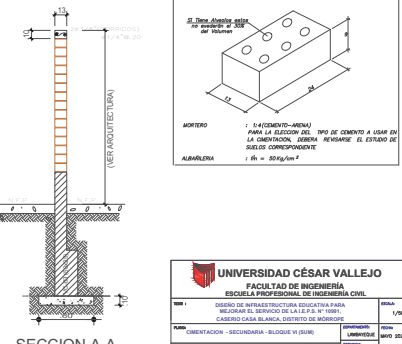 13
10
(VER ARQUITECTURA)
N.F.P.
N.F.P.
10
.60
SECCION A-A
Si Tiene Alveolos estos
no excederán el 30%
del Volumen
9
13
24
MORTERO : 1:4(CEMENTO-ARENA)
PARA LA ELECCION DEL TIPO DE CEMENTO A USAR EN
LA CIMENTACION, DEBERA REVISARSE EL ESTUDIO DE
SUELOS CORRESPONDIENTE
ALBAÑILERIA : f́m = 50Kg/cm²
UNIVERSIDAD CÉSAR VALLEJO
FACULTAD DE INGENIERÍA
ESCUELA PROFESIONAL DE INGENIERÍA CIVIL
TESIS :
DISEÑO DE INFRAESTRUCTURA EDUCATIVA PARA
MEJORAR EL SERVICIO DE LA I.E.P.S. N° 10991,
CASERIO CASA BLANCA, DISTRITO DE MÓRROPE
ESCALA:
1/50
PLANO:
CIMENTACION - SECUNDARIA - BLOQUE VI (SUM)
DEPARTAMENTO:
LAMBAYEQUE
FECHA:
MAYO